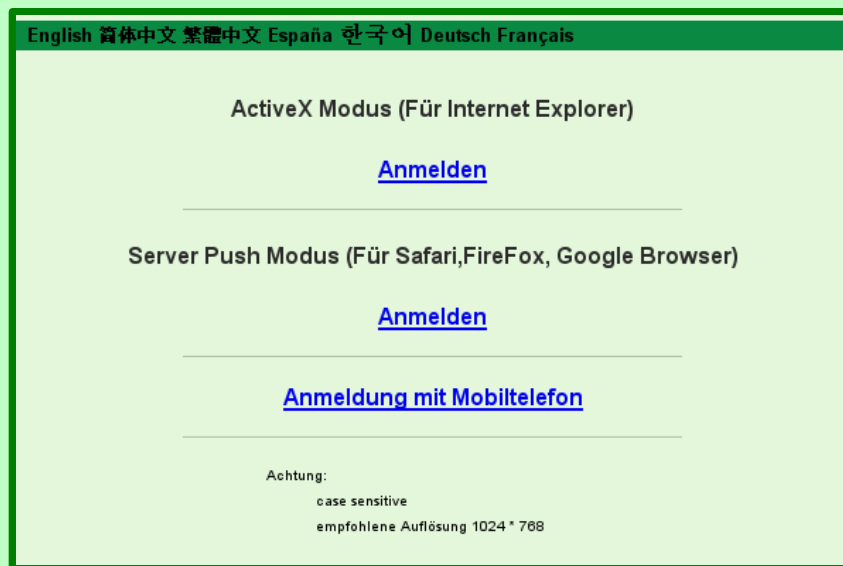 English 简体中文 繁體中文 España 한국어 Deutsch Français
ActiveX Modus (Für Internet Explorer)
Anmelden
Server Push Modus (Für Safari,FireFox, Google Browser)
Anmelden
Anmeldung mit Mobiltelefon
Achtung:
case sensitive
empfohlene Auflösung 1024 * 768